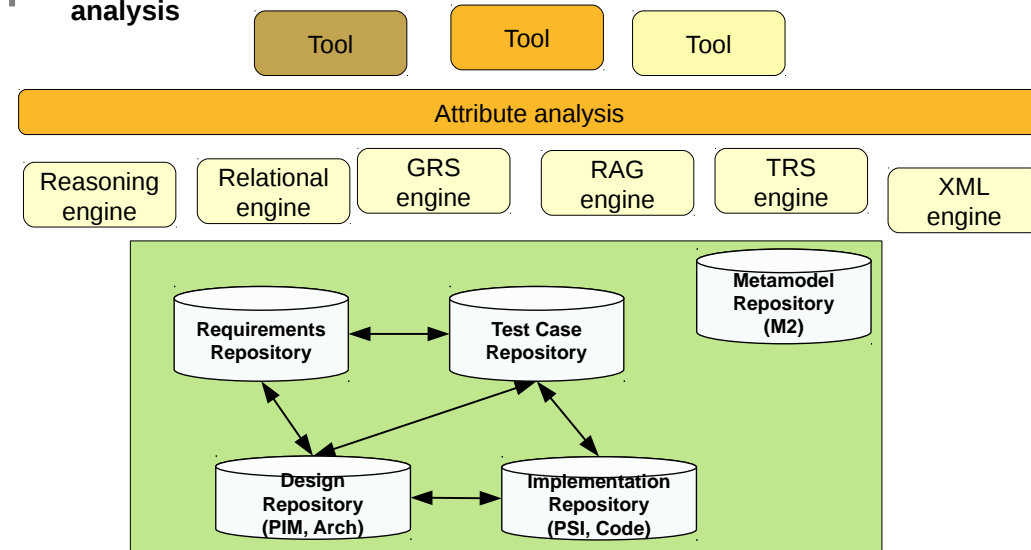 analysis
Tool
Tool
Tool
Attribute analysis
Reasoning
engine
Relational
engine
GRS
engine
RAG
engine
TRS
engine
XML
engine
Metamodel
Repository
(M2)
Requirements
Repository
Test Case
Repository
Design
Repository
(PIM, Arch)
Implementation
Repository
(PSI, Code)